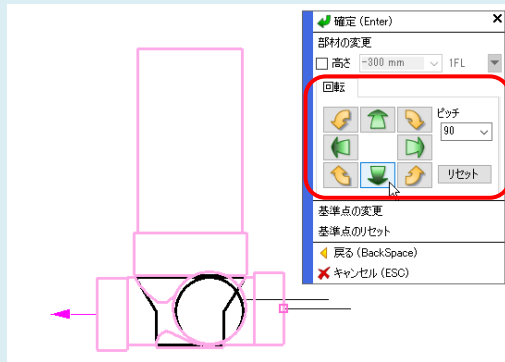 確定 (Enter)
部材の変更
高さ -300 mm 1FL
回転
ピッチ
90
リセット
基準点の変更
基準点のリセット
戻る (BackSpace)
キャンセル (ESC)